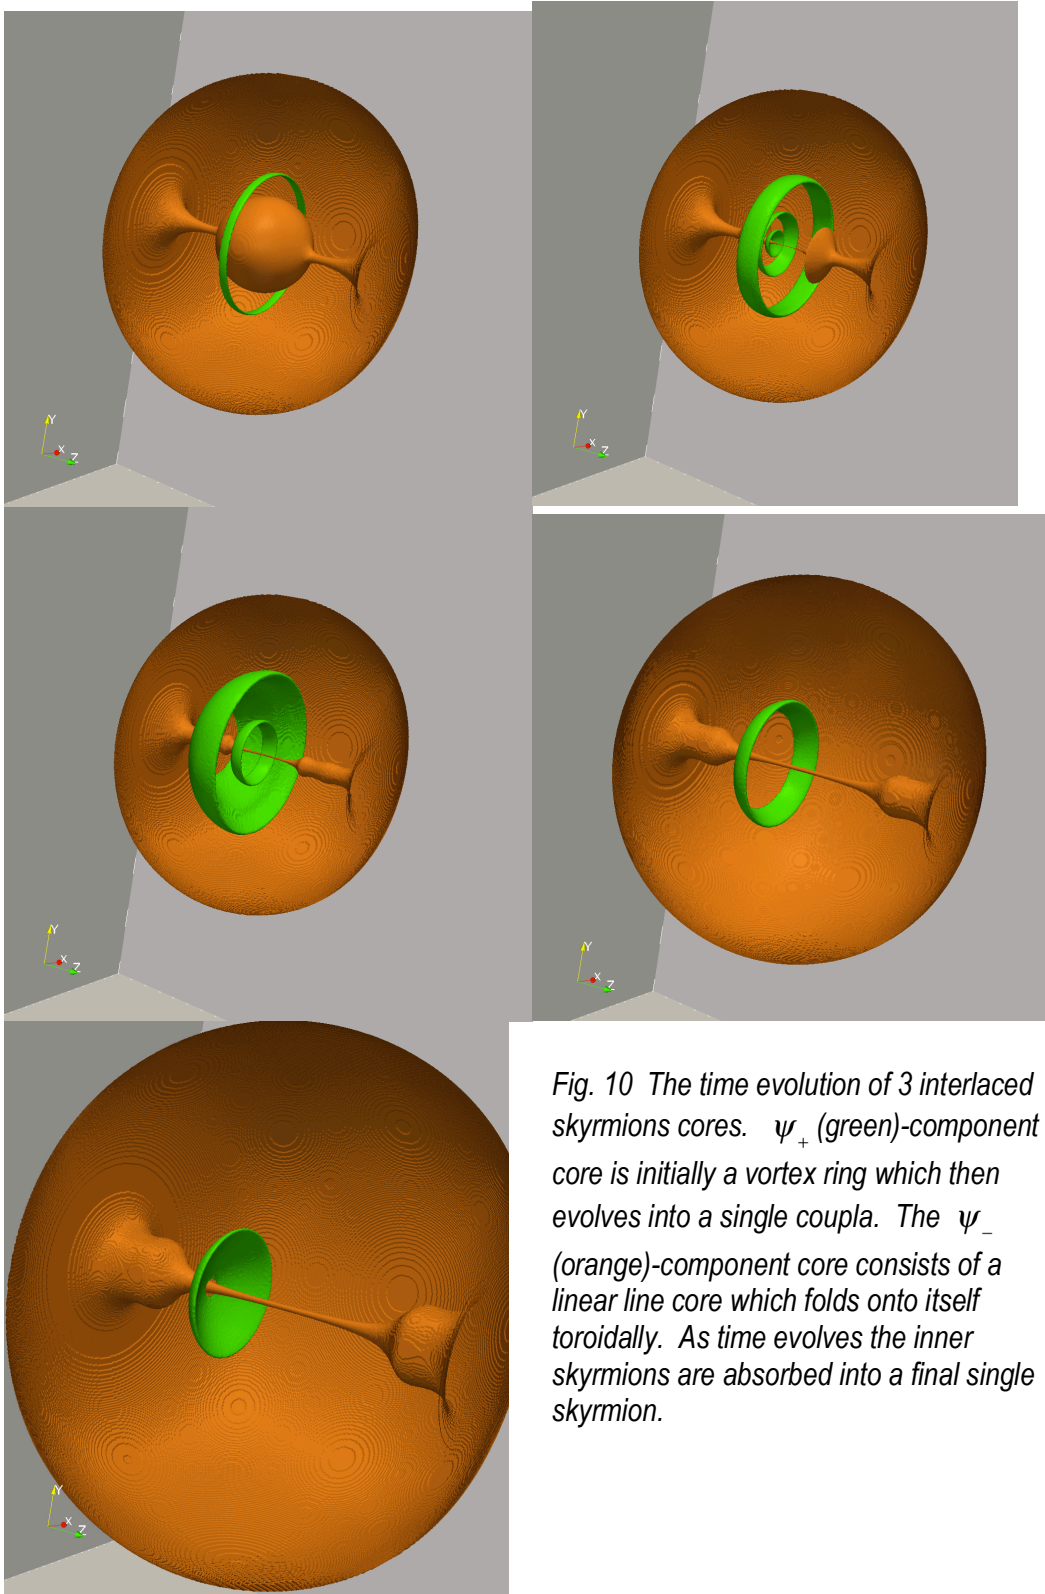 Y
X
Z
Y
X
Z
Y
X
Z
Y
X
Z
Fig. 10 The time evolution of 3 interlaced
skyrmions cores. ψ₊ (green)-component
core is initially a vortex ring which then
evolves into a single coupla. The ψ₋
(orange)-component core consists of a
linear line core which folds onto itself
toroidally. As time evolves the inner
skyrmions are absorbed into a final single
skyrmion.
Y
X
Z